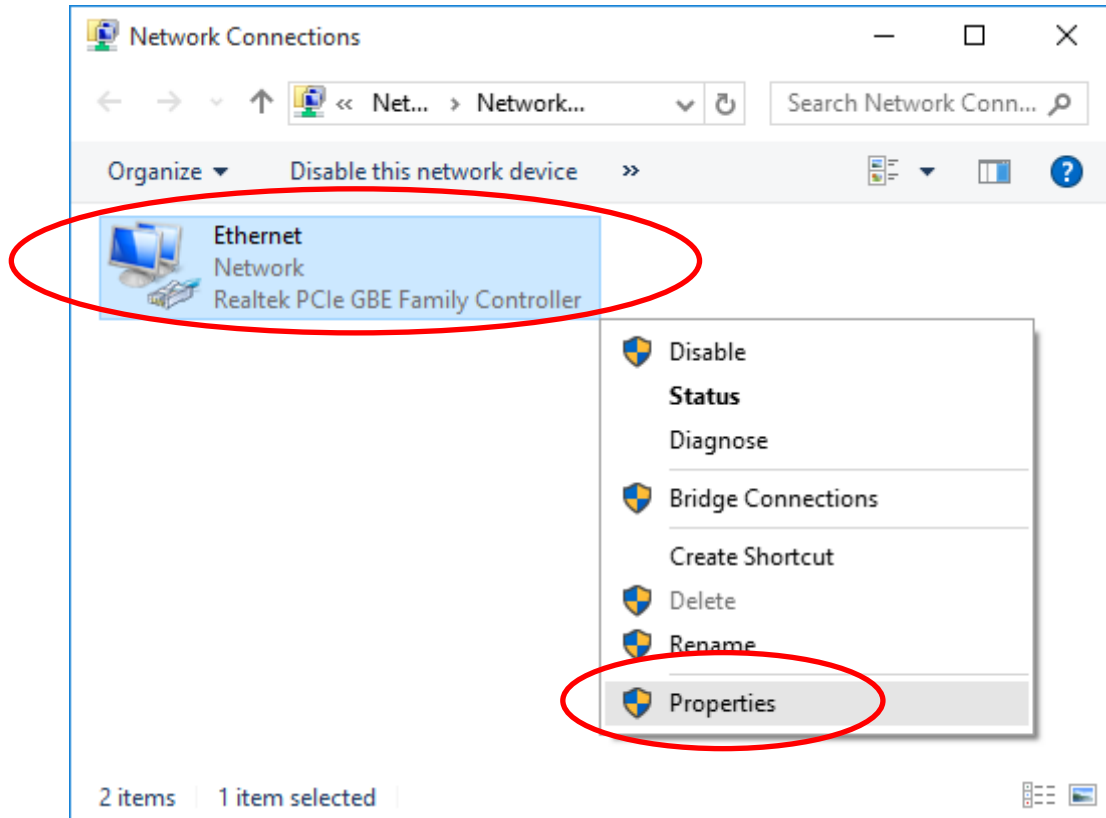 Network Connections
« Net... › Network...
Search Network Conn...
Organize
Disable this network device
»
Ethernet
Network
Realtek PCIe GBE Family Controller
Disable
Status
Diagnose
Bridge Connections
Create Shortcut
Delete
Rename
Properties
2 items
1 item selected